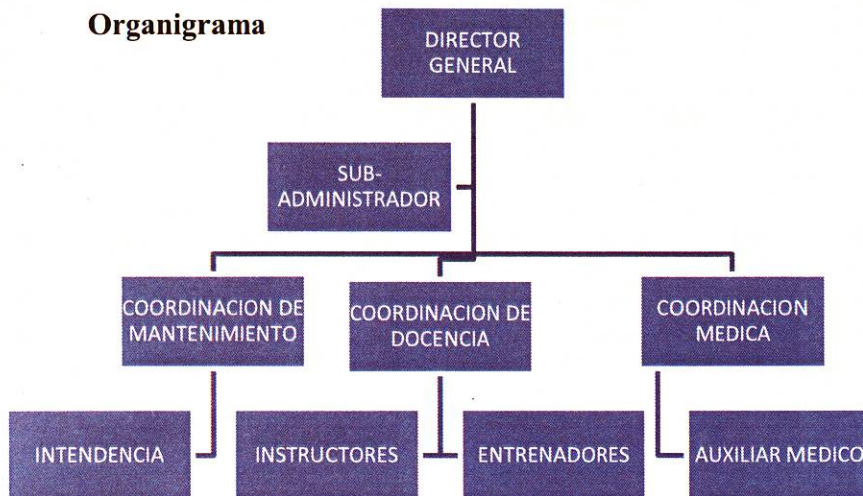 Organigrama
DIRECTOR
GENERAL
SUB-
ADMINISTRADOR
COORDINACION DE
MANTENIMIENTO
COORDINACION DE
DOCENCIA
COORDINACION
MEDICA
INTENDENCIA
INSTRUCTORES
ENTRENADORES
AUXILIAR MEDICO